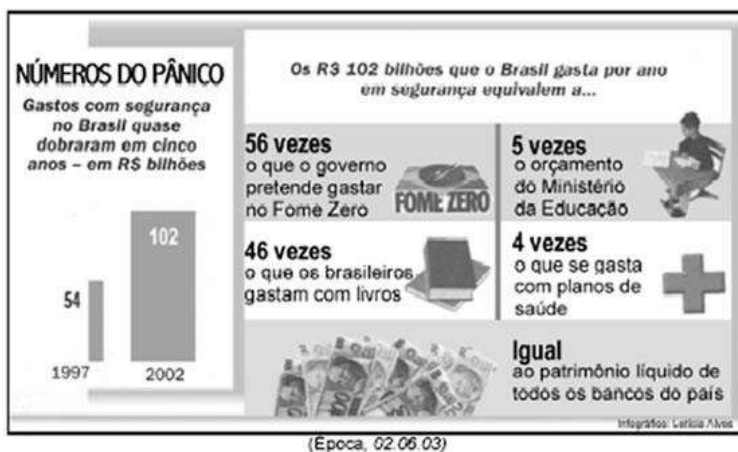 NÚMEROS DO PÂNICO
Gastos com segurança
no Brasil quase
dobraram em cinco
anos – em R$ bilhões
54
102
1997
2002
Os R$ 102 bilhões que o Brasil gasta por ano
em segurança equivalem a...
56 vezes
o que o governo
pretende gastar
no Fome Zero
FOME ZERO
5 vezes
o orçamento
do Ministério
da Educação
46 vezes
o que os brasileiros
gastam com livros
4 vezes
o que se gasta
com planos de
saúde
Igual
ao patrimônio líquido de
todos os bancos do país
Infográfico: Letícia Alves
(Época, 02.06.03)